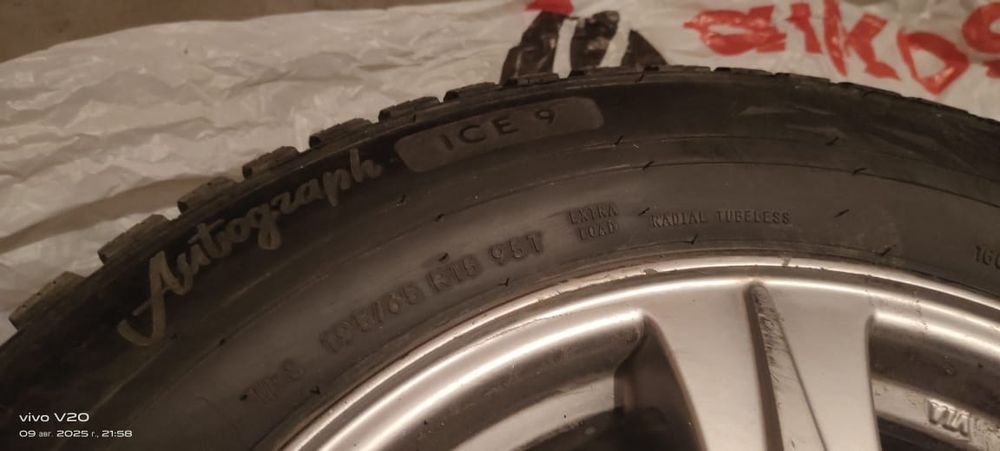 Autograph ICE 9
195/65 R15 95T
EXTRA
LOAD
RADIAL TUBELESS
vivo V20
09 авг. 2025 г., 21:58